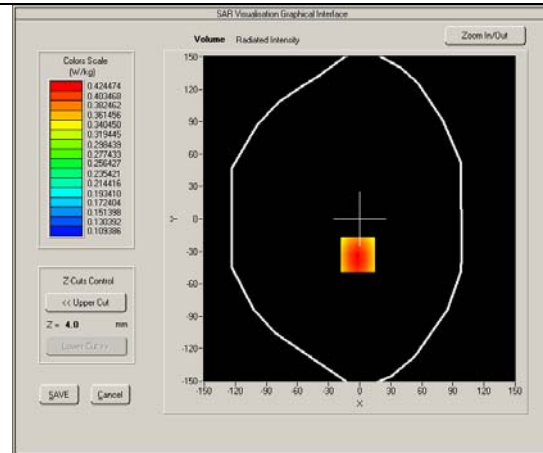 SAR Visualisation Graphical Interface
Volume Radiated Intensity
Zoom In/Out
Colors Scale
(W/kg)
0.424474
0.403468
0.382462
0.361456
0.340450
0.319445
0.298439
0.277433
0.256427
0.235421
0.214416
0.193410
0.172404
0.151398
0.130392
0.109386
Z Cuts Control
<< Upper Cut
Z = 4.0 mm
Lower Cut >>
SAVE Cancel
150
120
90
60
30
0
-30
-60
-90
-120
-150
Y
-150 -120 -90 -60 -30 0 30 60 90 120 150
X